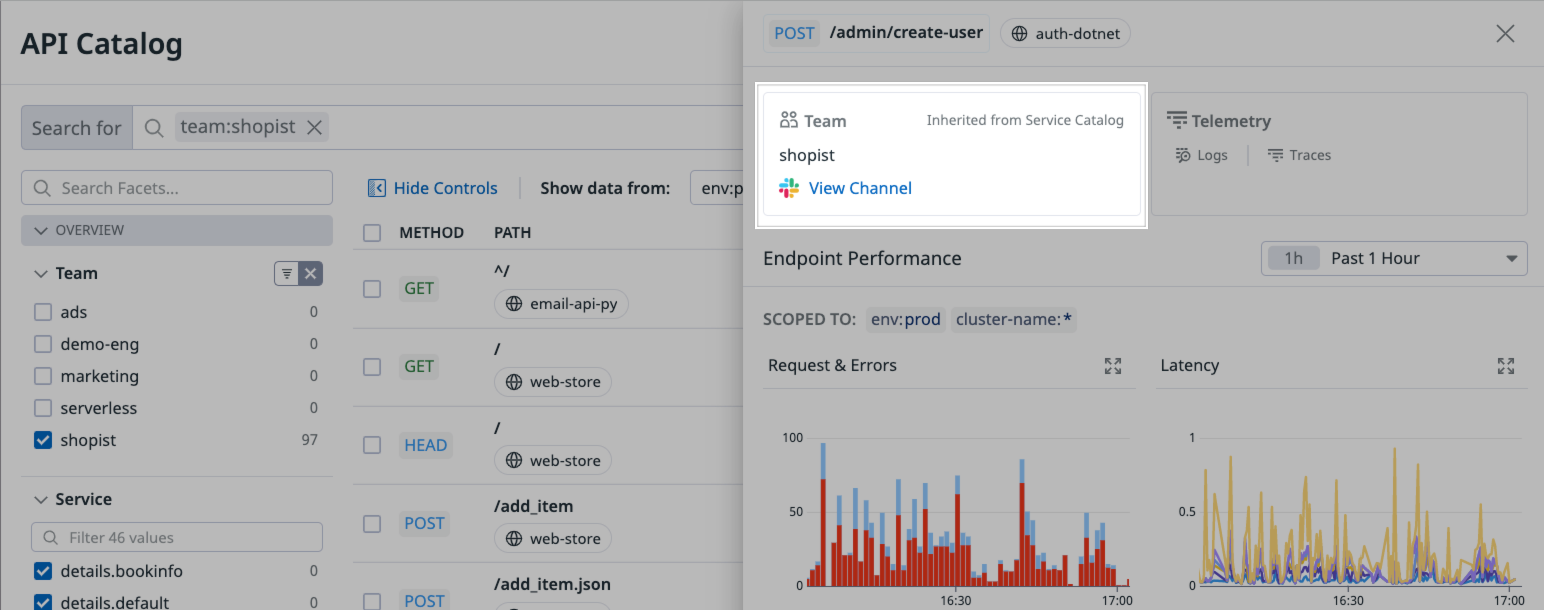 API Catalog
Search for team:shopist
Search Facets...
OVERVIEW
Team
ads 0
demo-eng 0
marketing 0
serverless 0
shopist 97
Service
Filter 46 values
details.bookinfo 0
details.default 0
Hide Controls Show data from: env:p
METHOD PATH
GET ^/
email-api-py
GET /
web-store
HEAD /
web-store
POST /add_item
web-store
POST /add_item.json
POST /admin/create-user auth-dotnet
Team Inherited from Service Catalog
shopist
View Channel
Telemetry
Logs Traces
Endpoint Performance 1h Past 1 Hour
SCOPED TO: env:prod cluster-name:*
Request & Errors
100
50
0
16:30 17:00
Latency
1
0.5
0
16:30 17:00